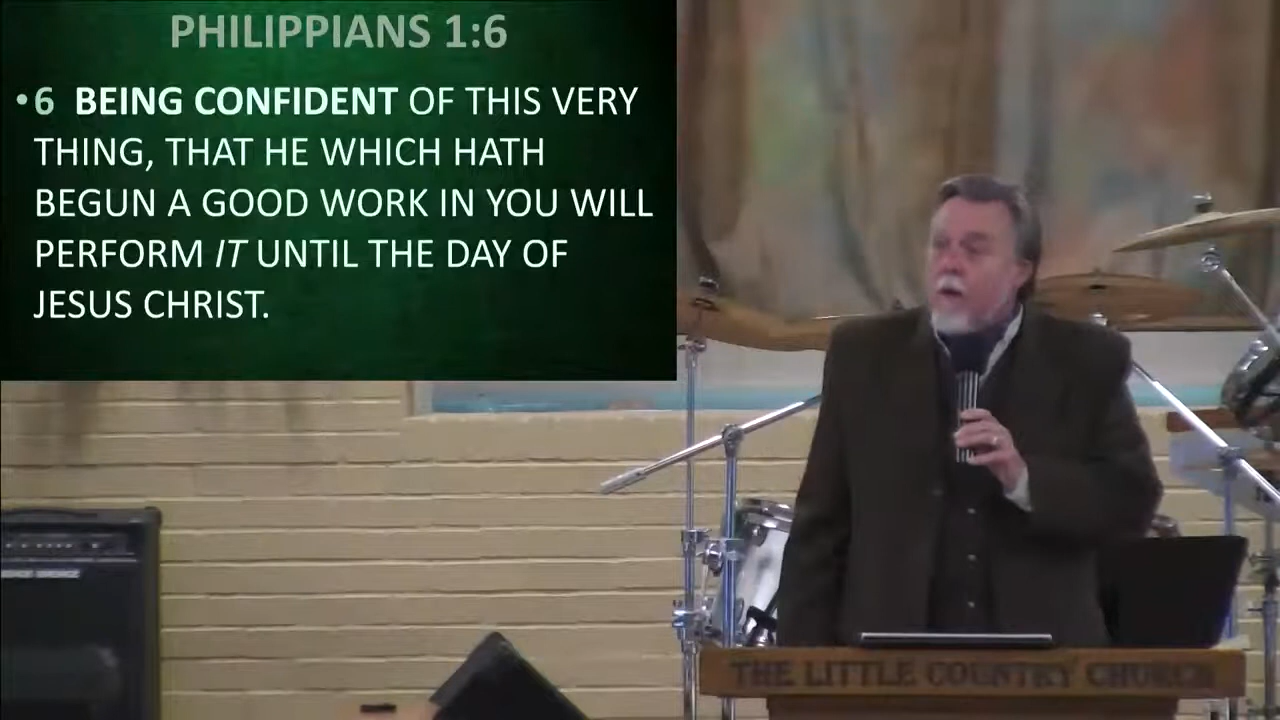 PHILIPPIANS 1:6
•6 BEING CONFIDENT OF THIS VERY
THING, THAT HE WHICH HATH
BEGUN A GOOD WORK IN YOU WILL
PERFORM IT UNTIL THE DAY OF
JESUS CHRIST.
THE LITTLE COUNTRY CHURCH